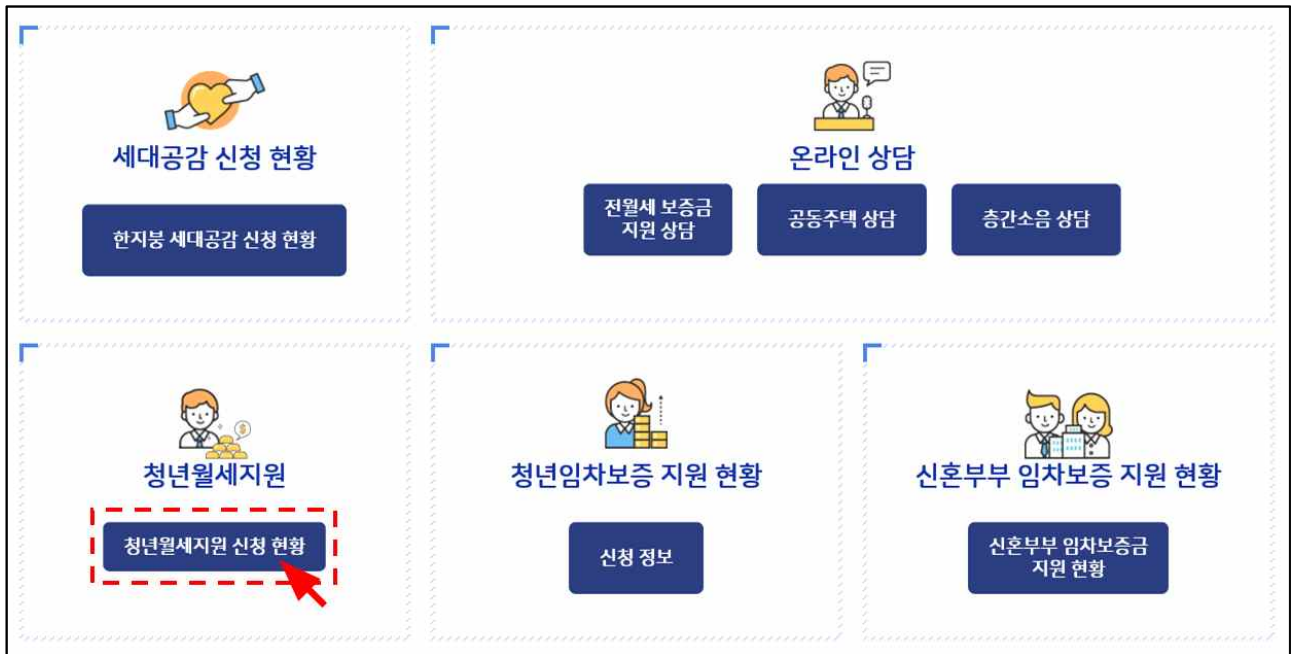 세대공감 신청 현황
한지붕 세대공감 신청 현황
온라인 상담
전월세 보증금
지원 상담
공동주택 상담
층간소음 상담
청년월세지원
청년월세지원 신청 현황
청년임차보증 지원 현황
신청 정보
신혼부부 임차보증 지원 현황
신혼부부 임차보증금
지원 현황